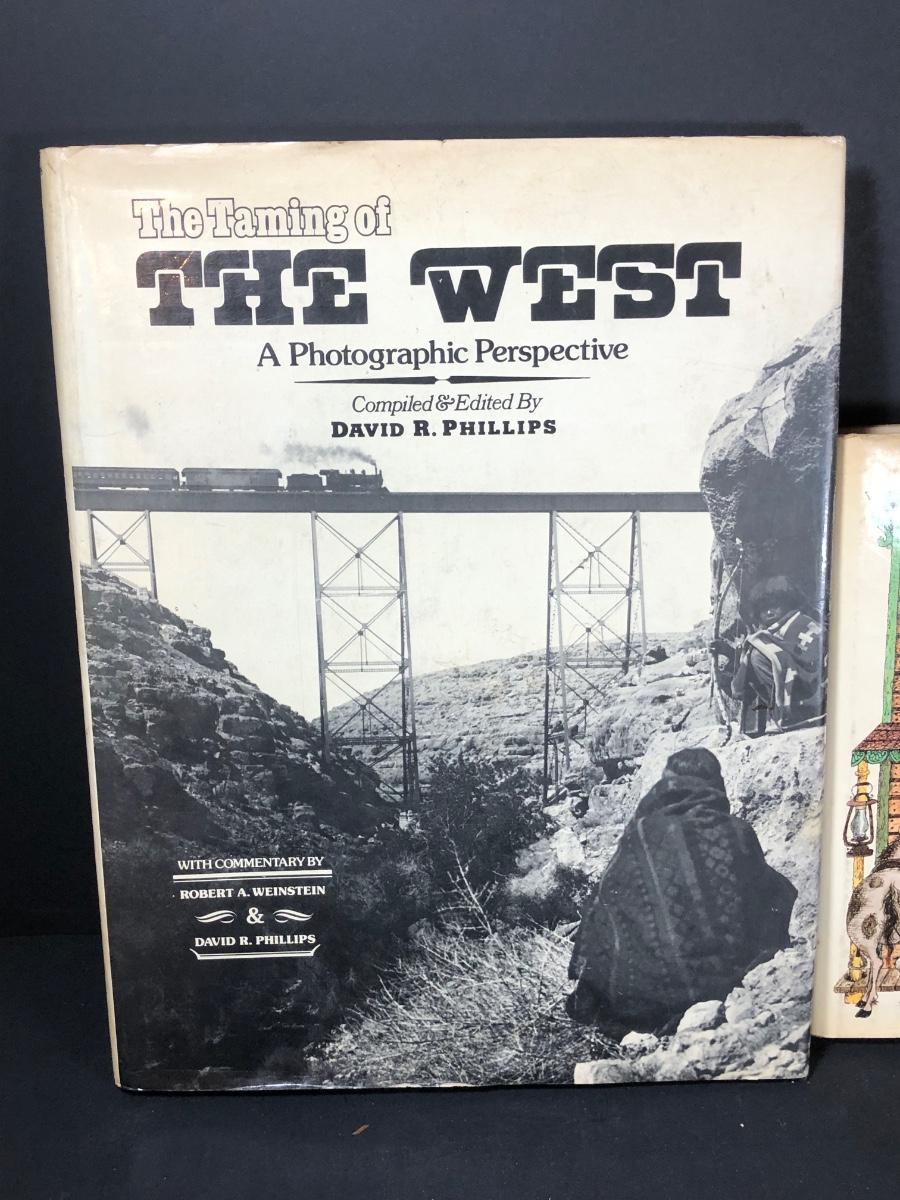 The Taming of
THE WEST
A Photographic Perspective
Compiled & Edited By
DAVID R. PHILLIPS
WITH COMMENTARY BY
ROBERT A. WEINSTEIN
&
DAVID R. PHILLIPS